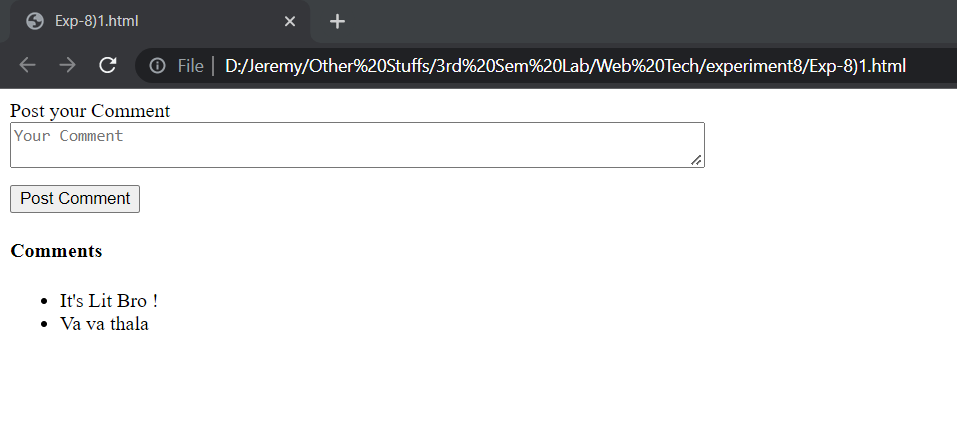 Exp-8)1.html
File | D:/Jeremy/Other%20Stuffs/3rd%20Sem%20Lab/Web%20Tech/experiment8/Exp-8)1.html
Post your Comment
Your Comment
Post Comment
Comments
It's Lit Bro !
Va va thala